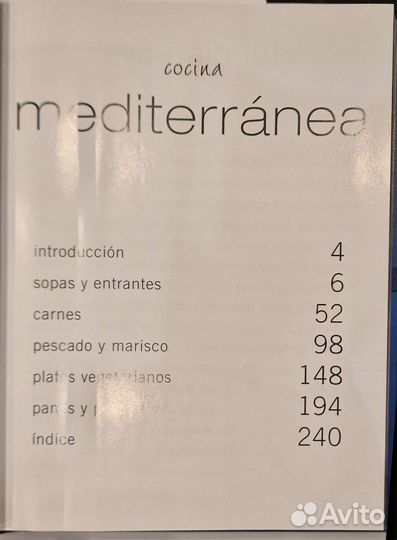 cocina
mediterránea
introducción 4
sopas y entrantes 6
carnes 52
pescado y marisco 98
platos vegetarianos 148
panes y 194
índice 240
Avito